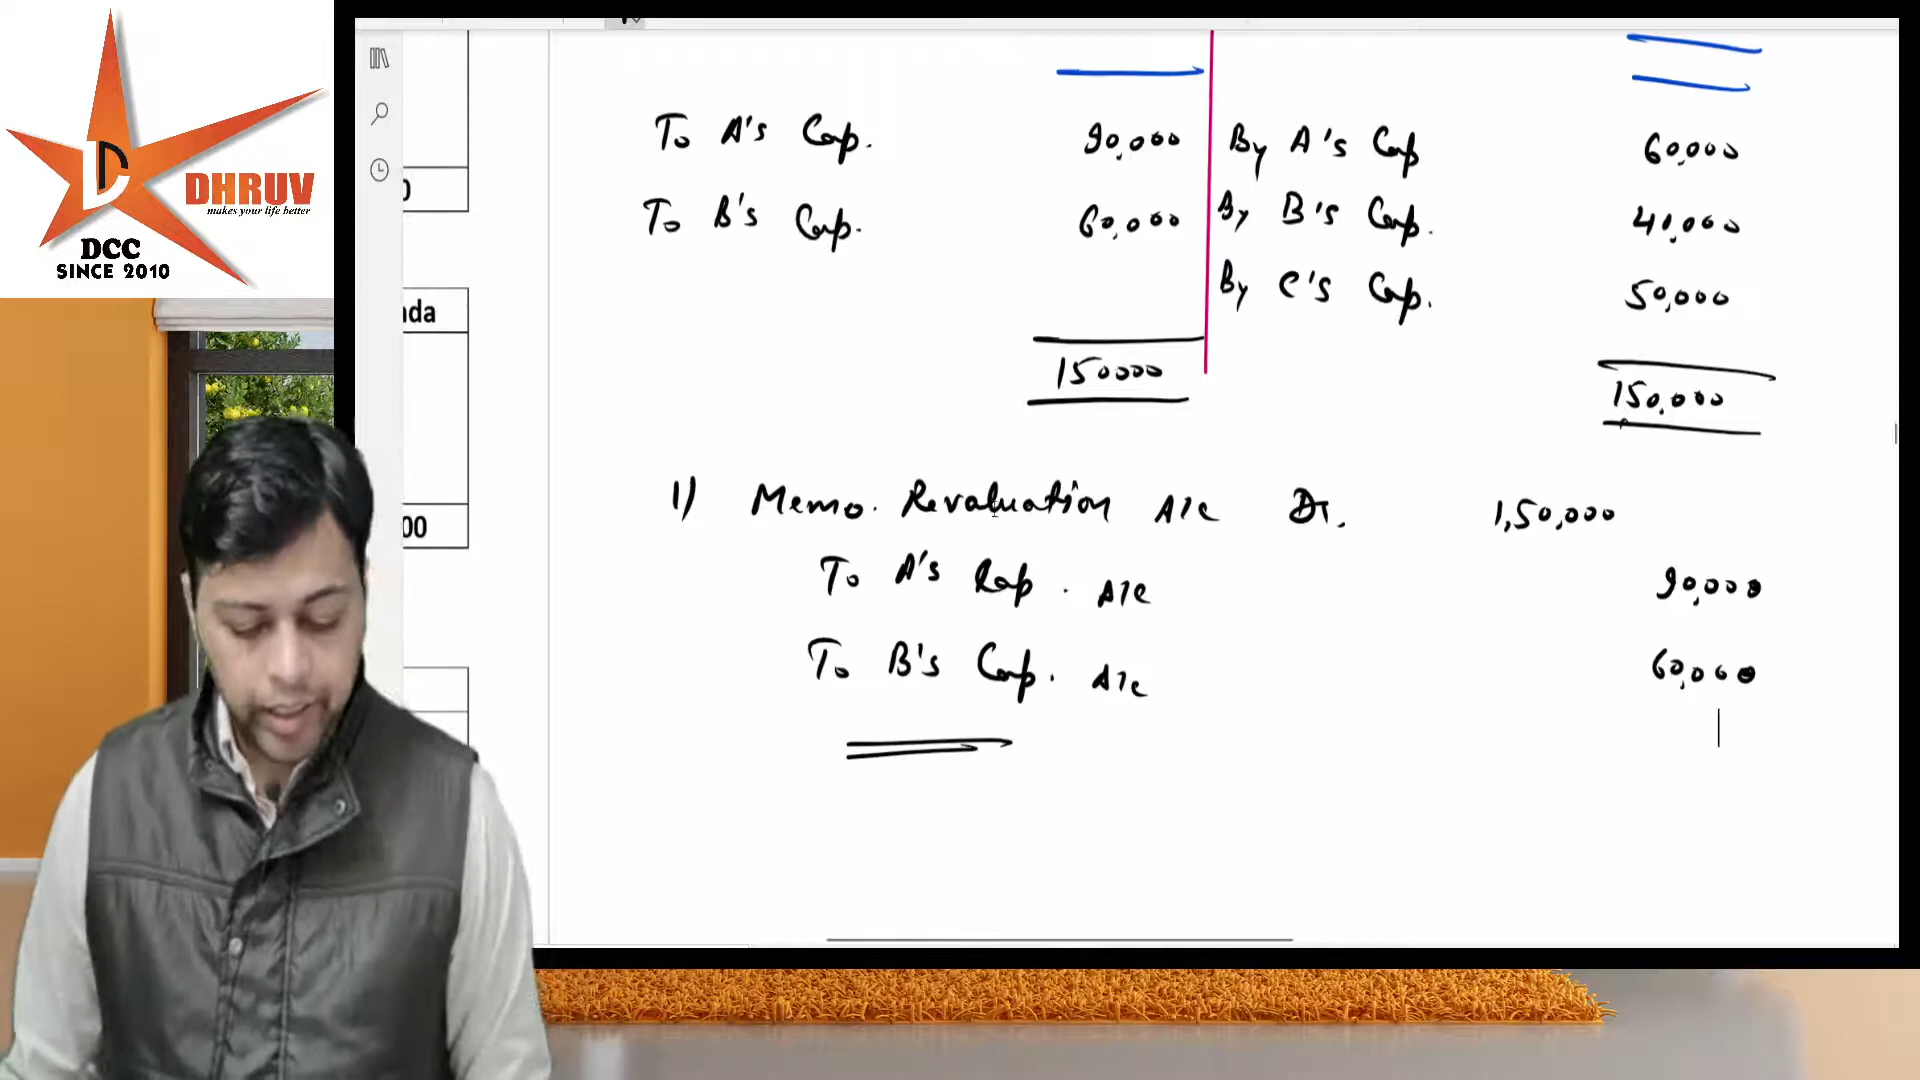 DHRUV
makes your life better
DCC
SINCE 2010
0
ada
00
To A's Cap. 90,000 By A's Cap 60,000
To B's Cap. 60,000 By B's Cap. 40,000
By C's Cap. 50,000
150000 150,000
1) Memo. Revaluation A/c Dr. 1,50,000
To A's Cap. A/c 90,000
To B's Cap. A/c 60,000